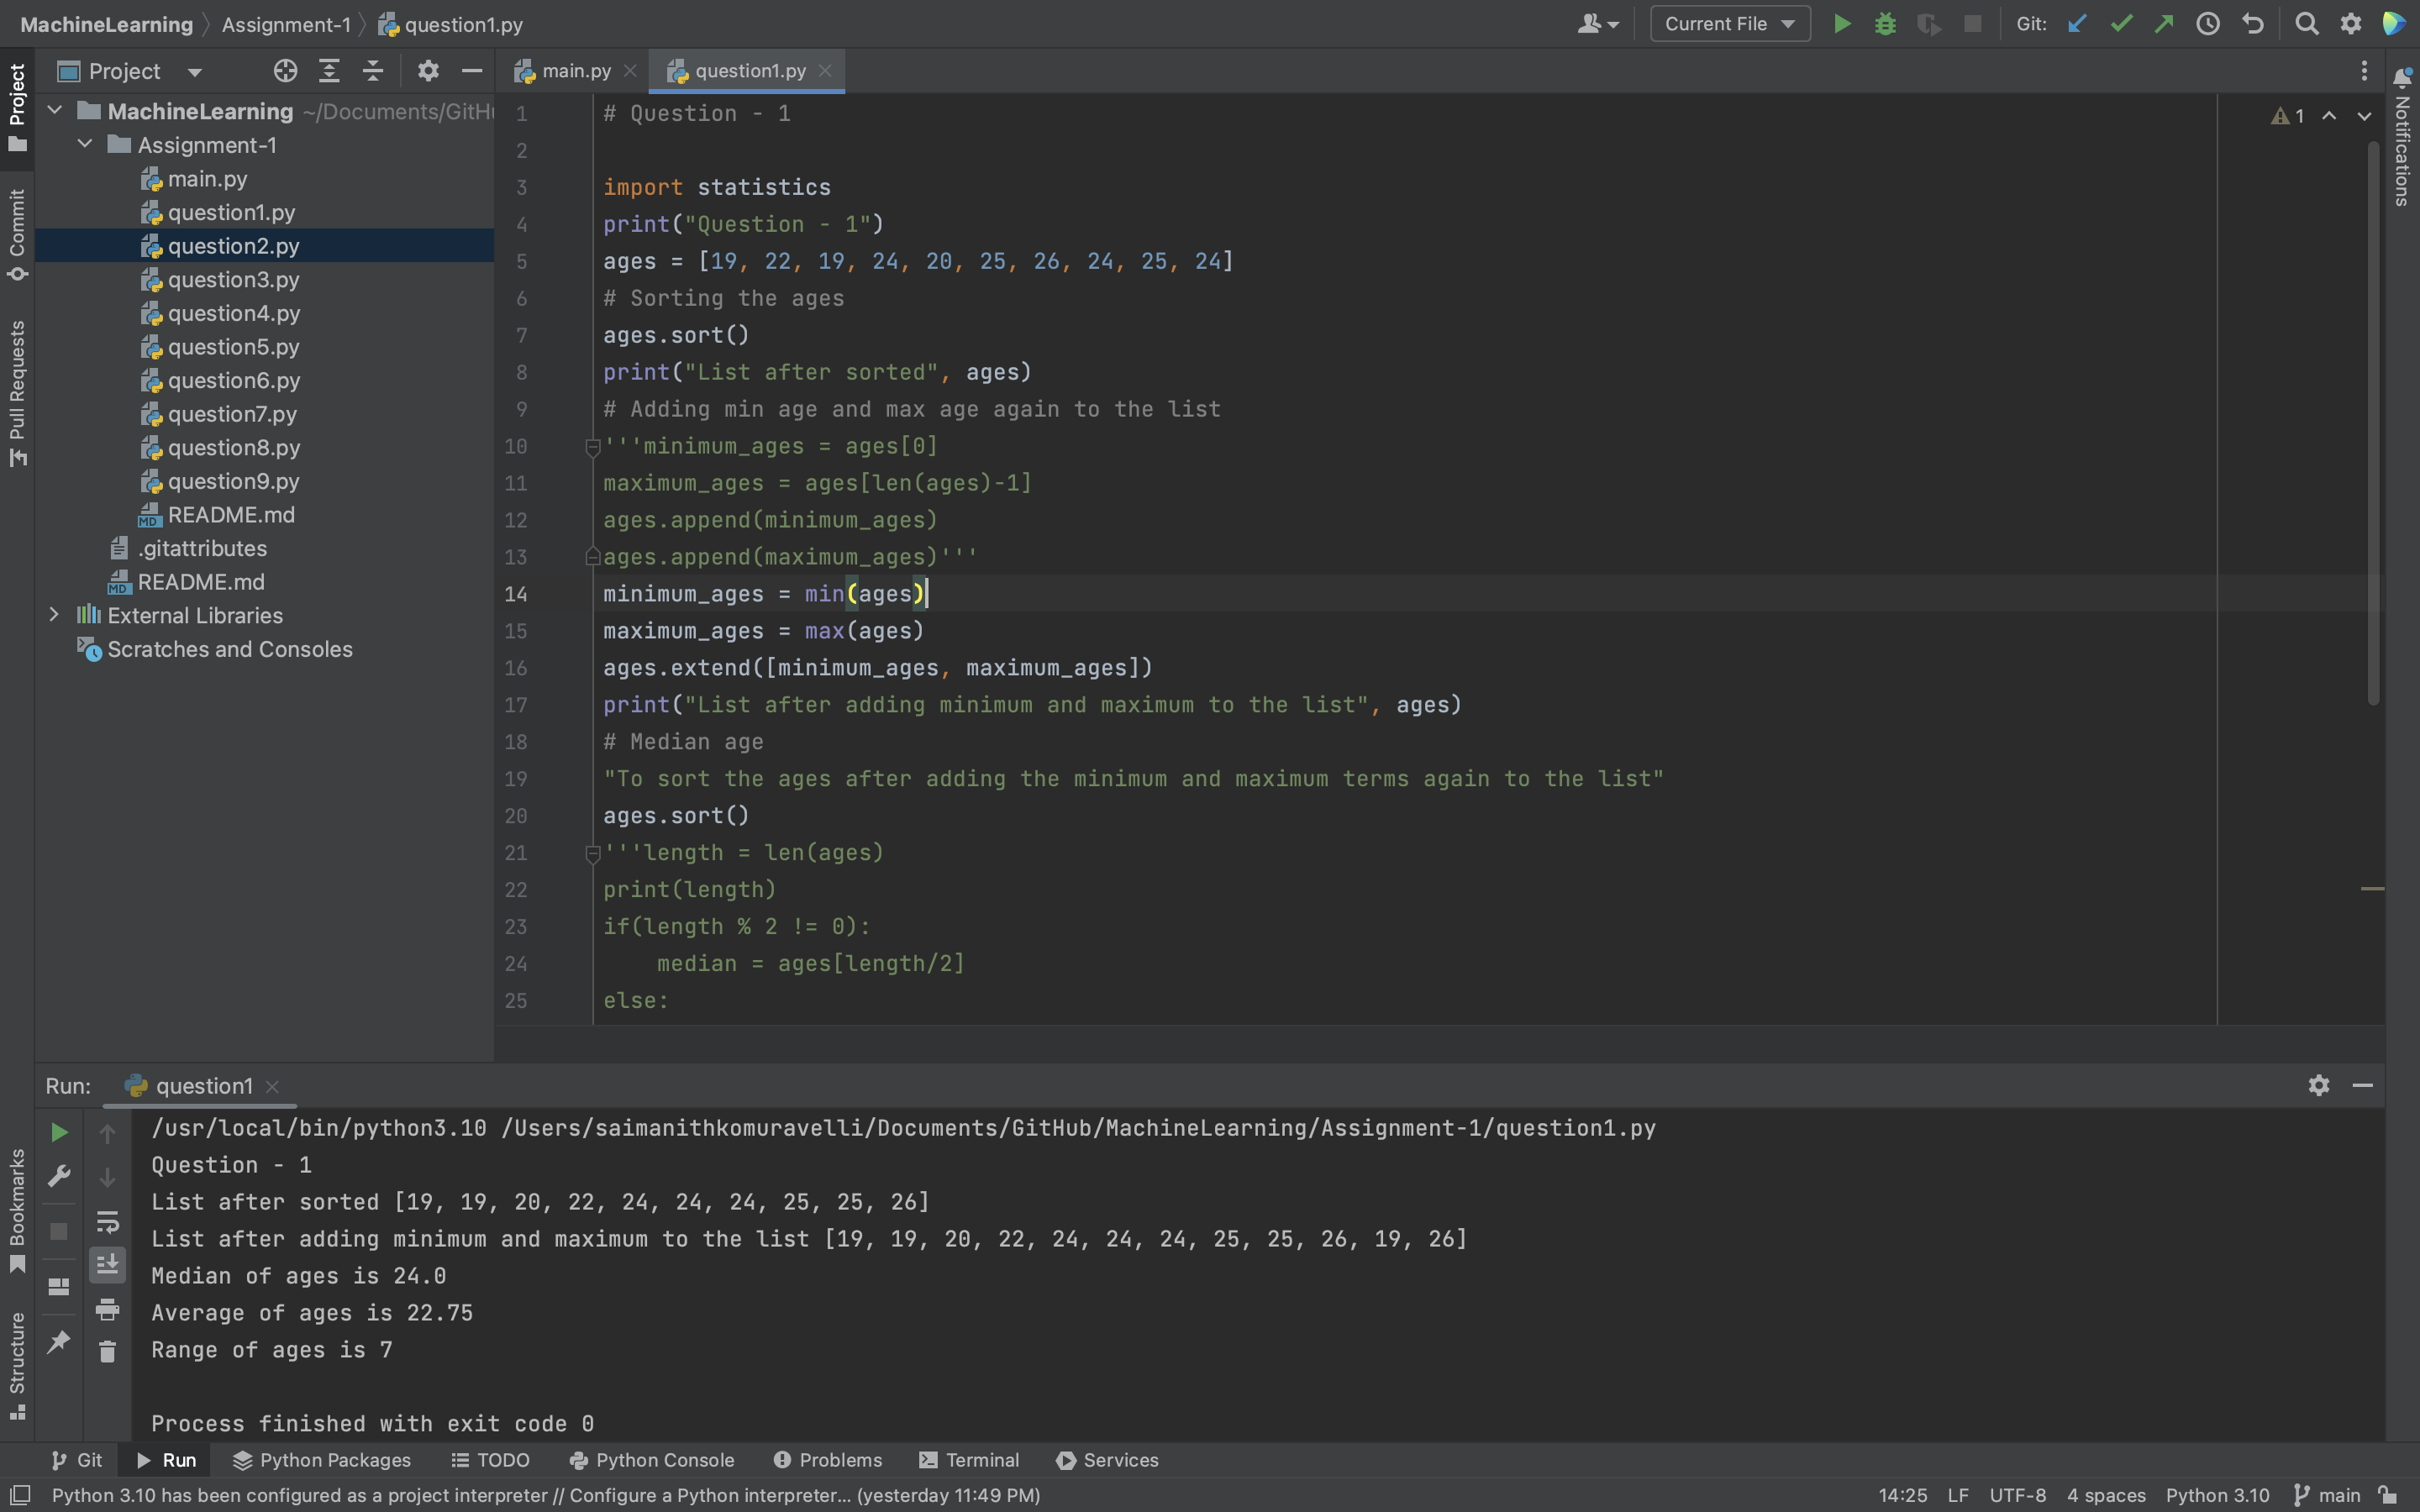 MachineLearning Assignment-1 question1.py
Current File
Git:
Project
main.py
question1.py
MachineLearning ~/Documents/GitHu
Assignment-1
main.py
question1.py
question2.py
question3.py
question4.py
question5.py
question6.py
question7.py
question8.py
question9.py
README.md
.gitattributes
README.md
External Libraries
Scratches and Consoles
Project
Commit
Pull Requests
Bookmarks
Structure
1 # Question - 1
2
3 import statistics
4 print("Question - 1")
5 ages = [19, 22, 19, 24, 20, 25, 26, 24, 25, 24]
6 # Sorting the ages
7 ages.sort()
8 print("List after sorted", ages)
9 # Adding min age and max age again to the list
10 '''minimum_ages = ages[0]
11 maximum_ages = ages[len(ages)-1]
12 ages.append(minimum_ages)
13 ages.append(maximum_ages)'''
14 minimum_ages = min(ages)
15 maximum_ages = max(ages)
16 ages.extend([minimum_ages, maximum_ages])
17 print("List after adding minimum and maximum to the list", ages)
18 # Median age
19 "To sort the ages after adding the minimum and maximum terms again to the list"
20 ages.sort()
21 '''length = len(ages)
22 print(length)
23 if(length % 2 != 0):
24     median = ages[length/2]
25 else:
1
Notifications
Run: question1
/usr/local/bin/python3.10 /Users/saimanithkomuravelli/Documents/GitHub/MachineLearning/Assignment-1/question1.py
Question - 1
List after sorted [19, 19, 20, 22, 24, 24, 24, 25, 25, 26]
List after adding minimum and maximum to the list [19, 19, 20, 22, 24, 24, 24, 25, 25, 26, 19, 26]
Median of ages is 24.0
Average of ages is 22.75
Range of ages is 7
Process finished with exit code 0
Git Run Python Packages TODO Python Console Problems Terminal Services
Python 3.10 has been configured as a project interpreter // Configure a Python interpreter... (yesterday 11:49 PM) 14:25 LF UTF-8 4 spaces Python 3.10 main